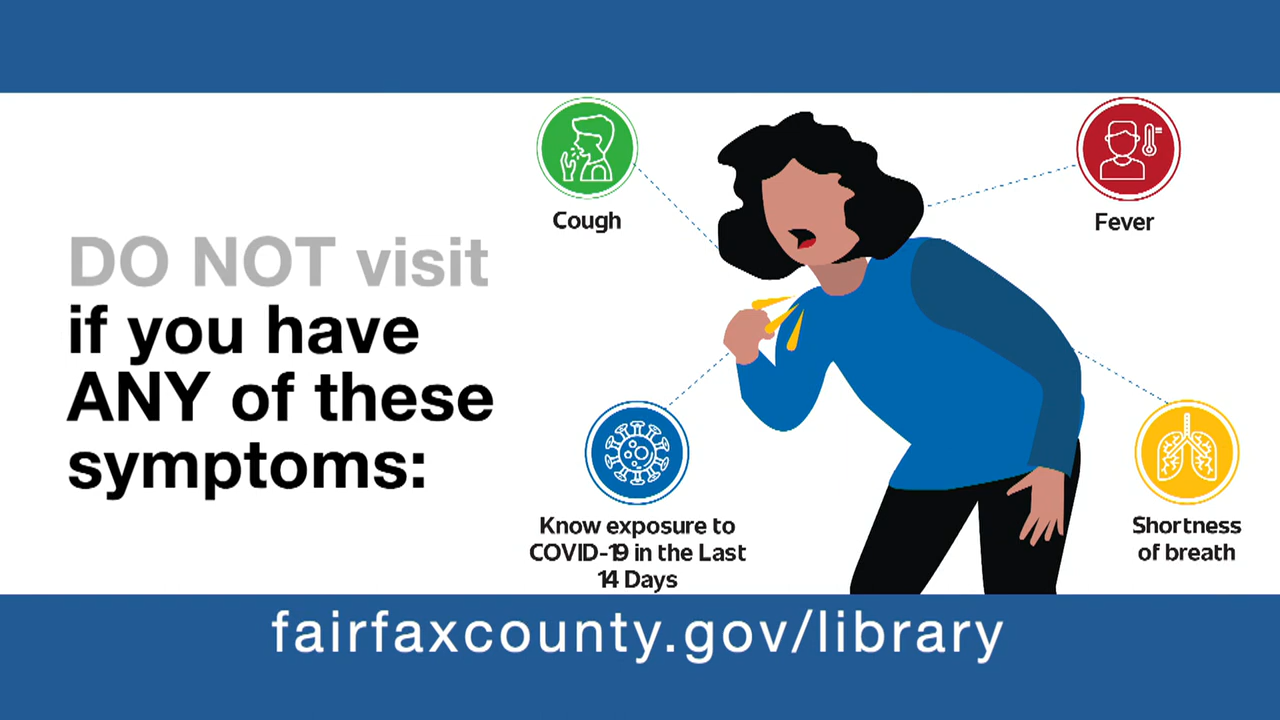 DO NOT visit
if you have
ANY of these
symptoms:
Cough
Fever
Know exposure to
COVID-19 in the Last
14 Days
Shortness
of breath
fairfaxcounty.gov/library